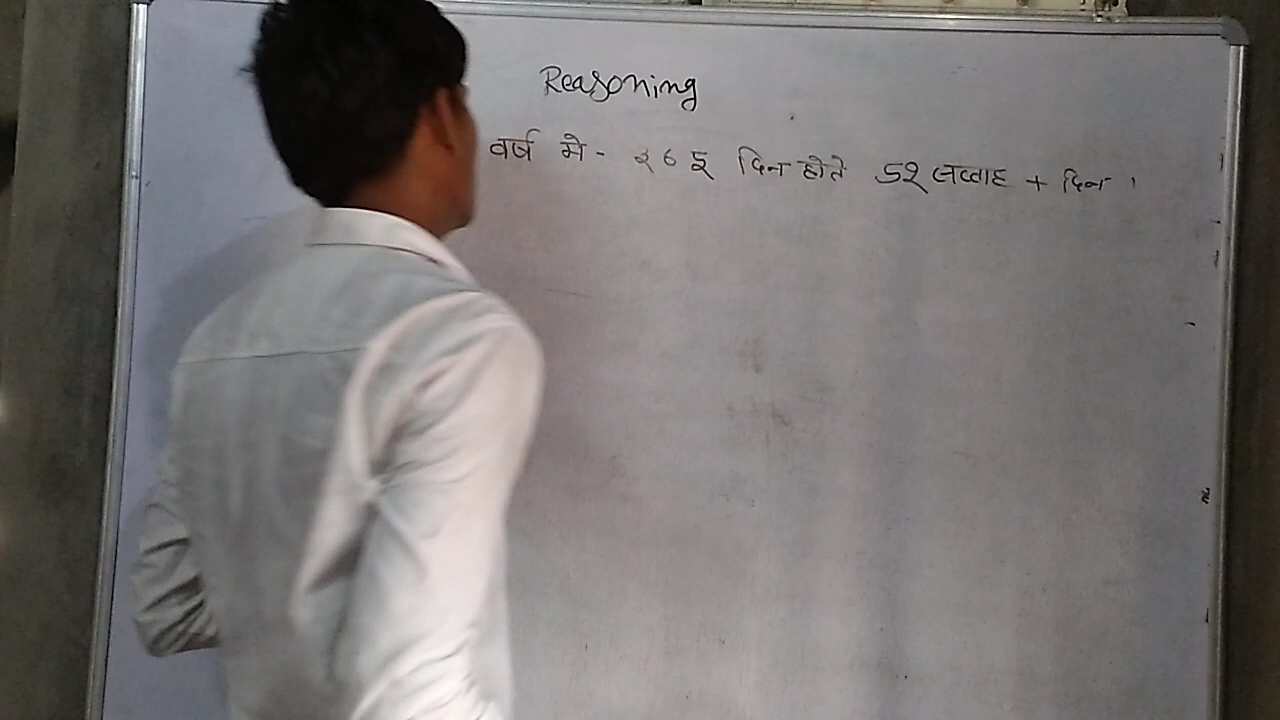 Reasoning
वर्ष मे - ३६५ दिन होते 52 सप्ताह + दिन